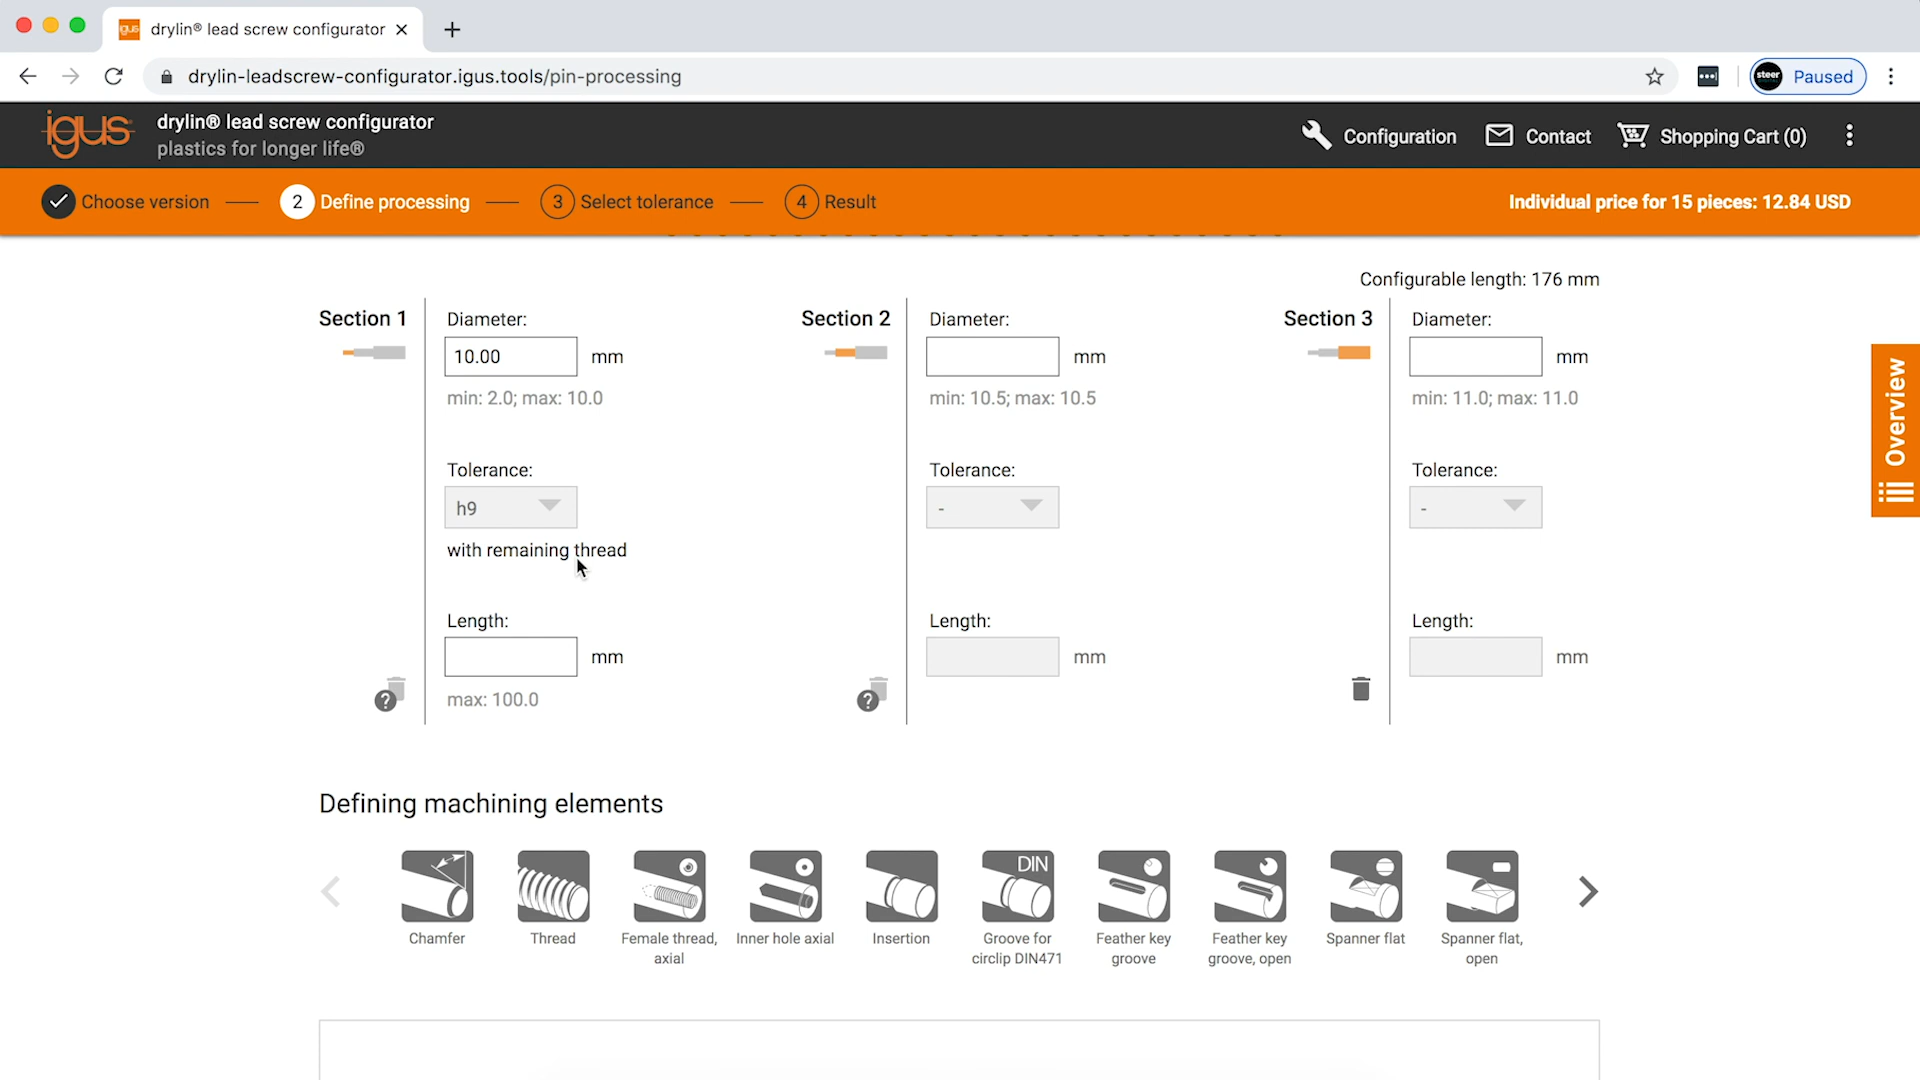 igus
drylin® lead screw configurator
drylin-leadscrew-configurator.igus.tools/pin-processing
steer
Paused
igus
drylin® lead screw configurator
plastics for longer life®
Configuration
Contact
Shopping Cart (0)
Choose version
2 Define processing
3 Select tolerance
4 Result
Individual price for 15 pieces: 12.84 USD
Configurable length: 176 mm
Section 1
Diameter:
10.00 mm
min: 2.0; max: 10.0
Tolerance:
h9
with remaining thread
Length:
mm
max: 100.0
?
Section 2
Diameter:
mm
min: 10.5; max: 10.5
Tolerance:
-
Length:
mm
?
Section 3
Diameter:
mm
min: 11.0; max: 11.0
Tolerance:
-
Length:
mm
Overview
Defining machining elements
Chamfer
Thread
Female thread,
axial
Inner hole axial
Insertion
DIN
Groove for
circlip DIN471
Feather key
groove
Feather key
groove, open
Spanner flat
Spanner flat,
open